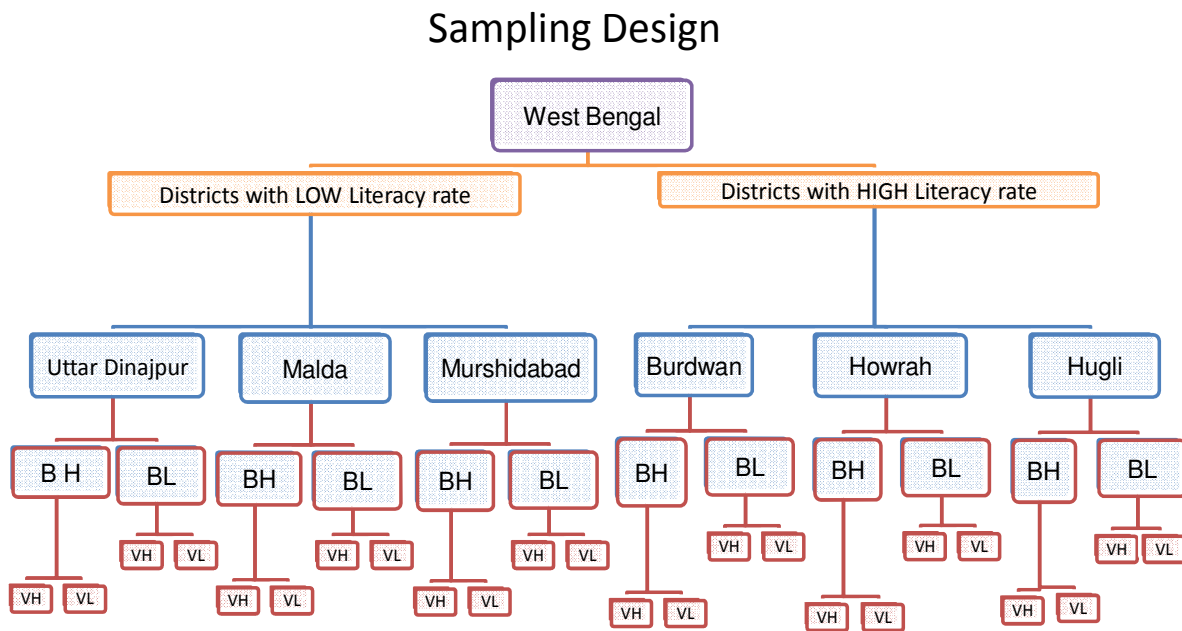 Sampling Design
West Bengal
Districts with LOW Literacy rate
Districts with HIGH Literacy rate
Uttar Dinajpur
Malda
Murshidabad
Burdwan
Howrah
Hugli
B H
BL
BH
BL
BH
BL
BH
BL
BH
BL
BH
BL
VH
VL
VH
VL
VH
VL
VH
VL
VH
VL
VH
VL
VH
VL
VH
VL
VH
VL
VH
VL
VH
VL
VH
VL